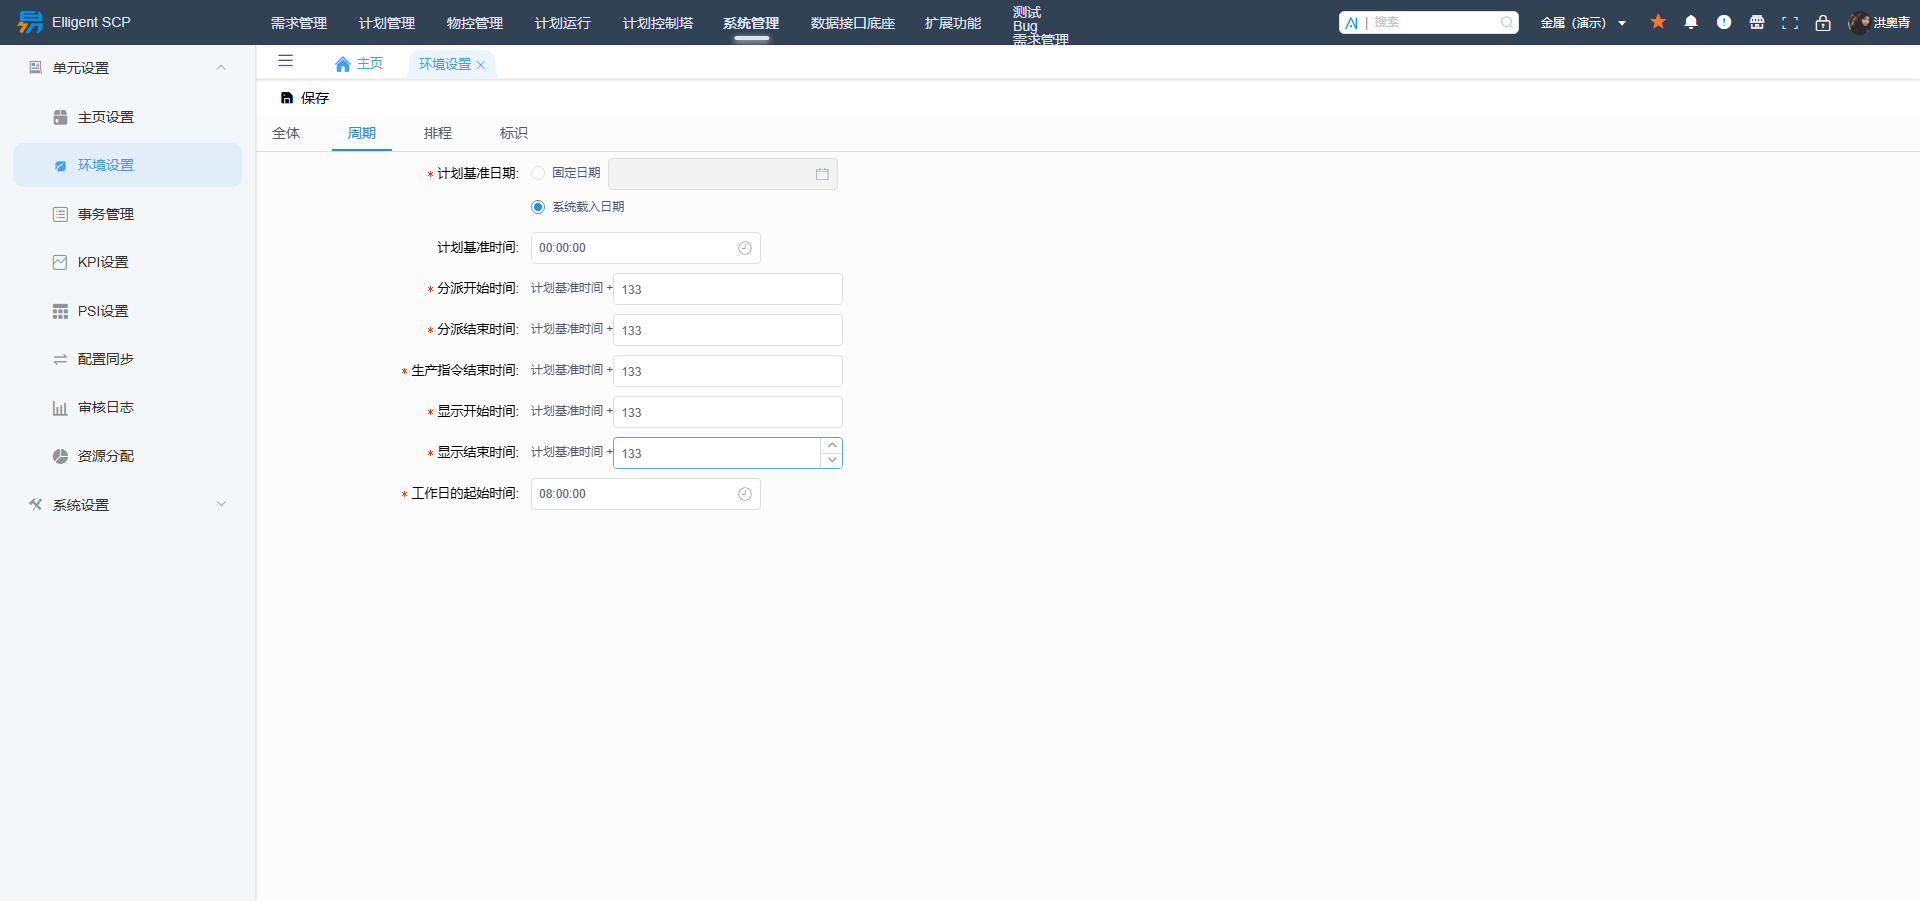 Elligent SCP
需求管理 计划管理 物控管理 计划运行 计划控制塔 系统管理 数据接口底座 扩展功能
测试
Bug
需求管理
AI | 搜索
金属（演示）
洪奥青
单元设置
主页设置
环境设置
事务管理
KPI设置
PSI设置
配置同步
审核日志
资源分配
系统设置
主页 环境设置
保存
全体 周期 排程 标识
* 计划基准日期: 固定日期
系统载入日期
计划基准时间: 00:00:00
* 分派开始时间: 计划基准时间 + 133
* 分派结束时间: 计划基准时间 + 133
* 生产指令结束时间: 计划基准时间 + 133
* 显示开始时间: 计划基准时间 + 133
* 显示结束时间: 计划基准时间 + 133
* 工作日的起始时间: 08:00:00